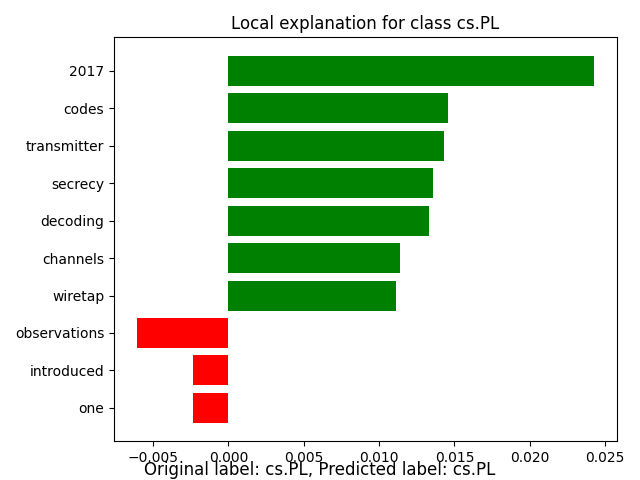 Local explanation for class cs.PL
2017
codes
transmitter
secrecy
decoding
channels
wiretap
observations
introduced
one
−0.005 0.000 0.005 0.010 0.015 0.020 0.025
Original label: cs.PL, Predicted label: cs.PL